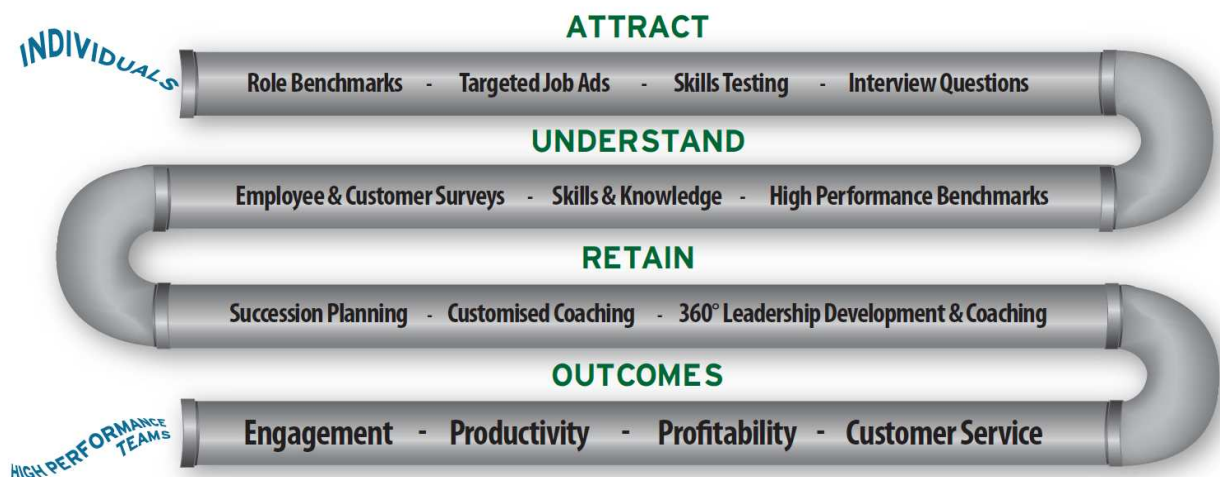 ATTRACT
INDIVIDUALS
Role Benchmarks - Targeted Job Ads - Skills Testing - Interview Questions
UNDERSTAND
Employee & Customer Surveys - Skills & Knowledge - High Performance Benchmarks
RETAIN
Succession Planning - Customised Coaching - 360° Leadership Development & Coaching
OUTCOMES
HIGH PERFORMANCE
TEAMS
Engagement - Productivity - Profitability - Customer Service